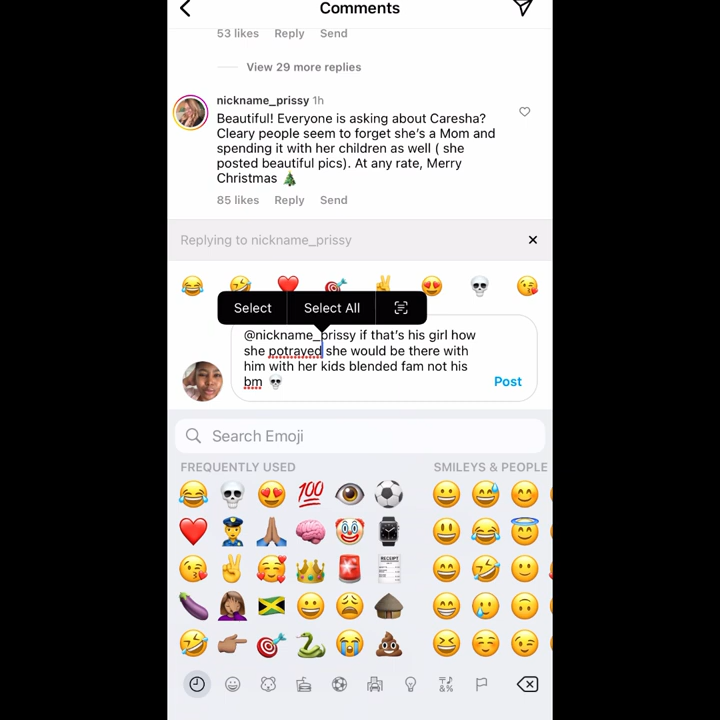 Comments
53 likes Reply Send
View 29 more replies
nickname_prissy 1h
Beautiful! Everyone is asking about Caresha?
Cleary people seem to forget she's a Mom and
spending it with her children as well ( she
posted beautiful pics). At any rate, Merry
Christmas 🎄
85 likes Reply Send
Replying to nickname_prissy
Select Select All
@nickname_prissy if that's his girl how
she potrayed she would be there with
him with her kids blended fam not his
bm 💀
Post
Search Emoji
FREQUENTLY USED SMILEYS & PEOPLE